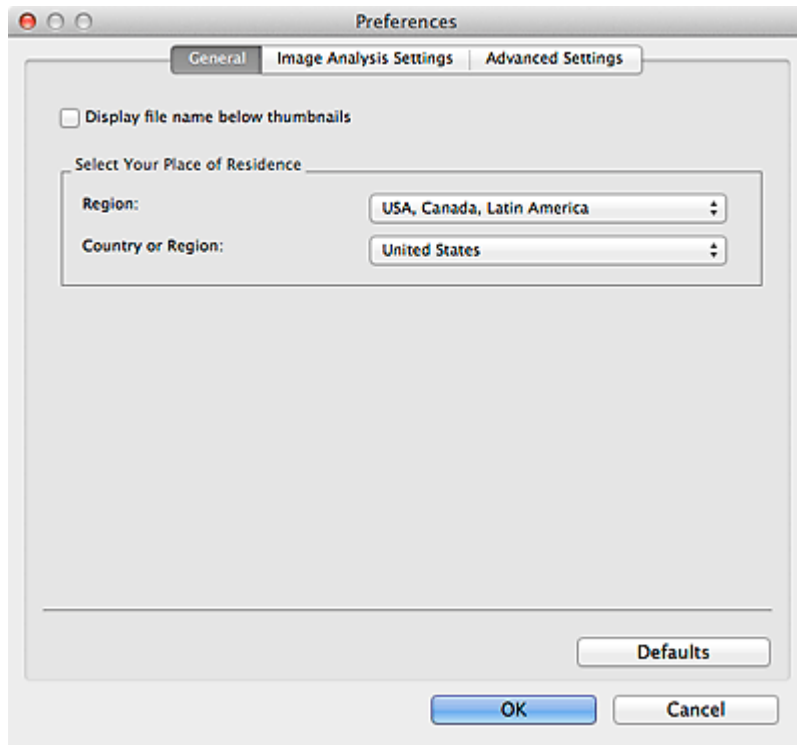 Preferences
General Image Analysis Settings Advanced Settings
Display file name below thumbnails
Select Your Place of Residence
Region: USA, Canada, Latin America
Country or Region: United States
Defaults
OK Cancel